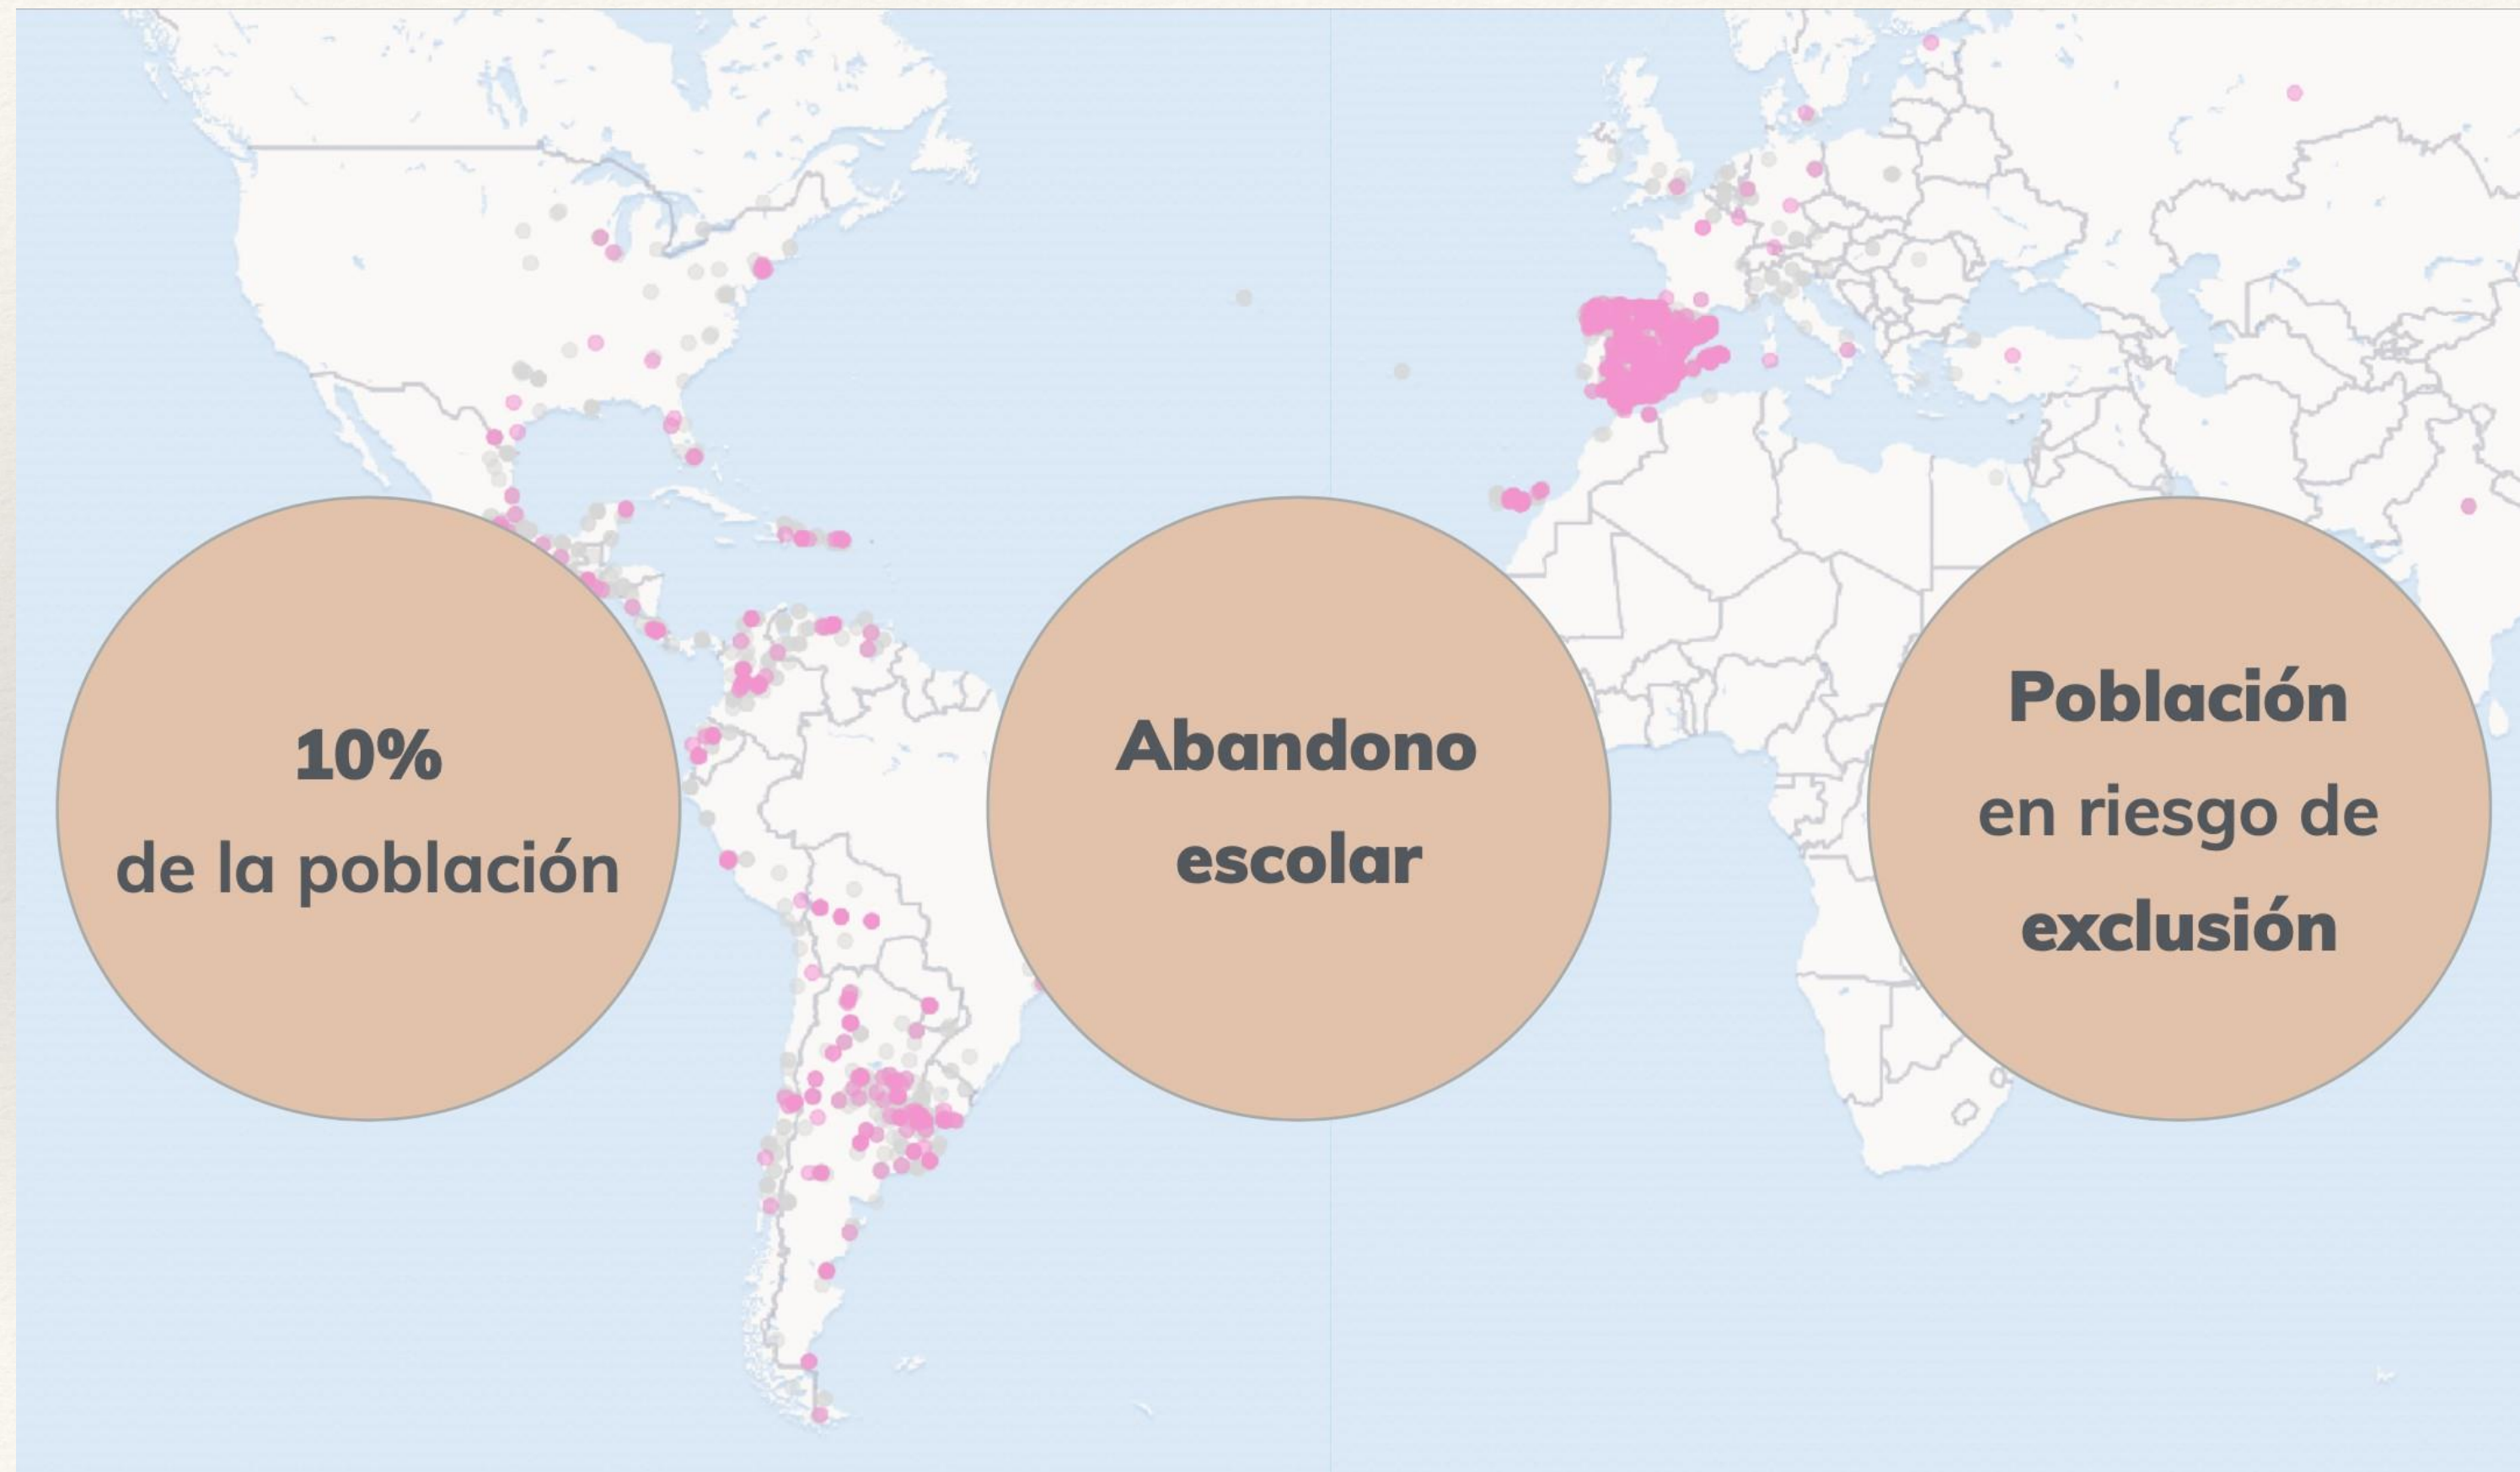 10%
de la población
Abandono
escolar
Población
en riesgo de
exclusión